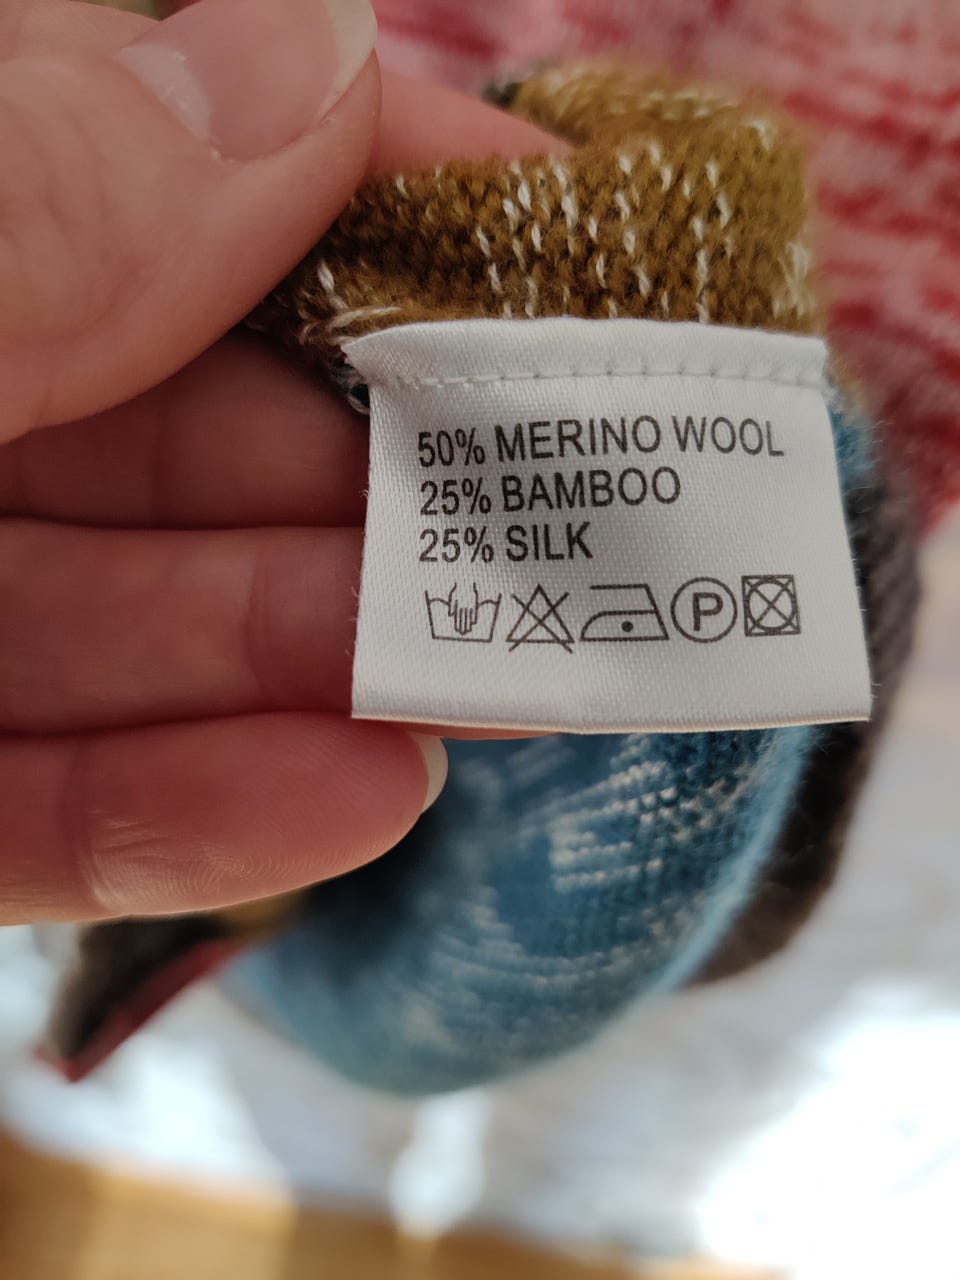 50% MERINO WOOL
25% BAMBOO
25% SILK
P